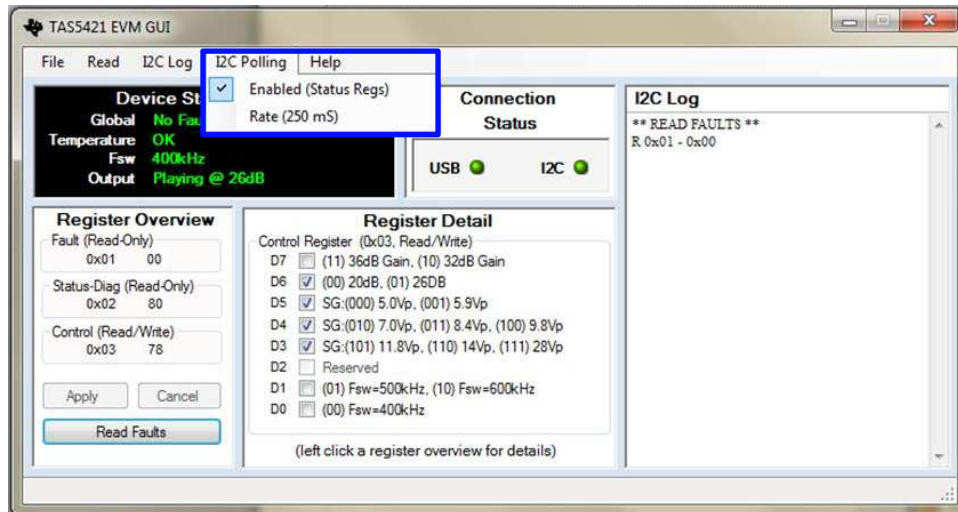 TAS5421 EVM GUI
File Read I2C Log I2C Polling Help
Enabled (Status Regs)
Rate (250 mS)
Device St
Global No Fau
Temperature OK
Fsw 400kHz
Output Playing @ 26dB
Connection
Status
USB I2C
I2C Log
** READ FAULTS **
R 0x01 - 0x00
Register Overview
Fault (Read-Only)
0x01 00
Status-Diag (Read-Only)
0x02 80
Control (Read/Write)
0x03 78
Apply Cancel
Read Faults
Register Detail
Control Register (0x03, Read/Write)
D7 (11) 36dB Gain, (10) 32dB Gain
D6 (00) 20dB, (01) 26DB
D5 SG:(000) 5.0Vp, (001) 5.9Vp
D4 SG:(010) 7.0Vp, (011) 8.4Vp, (100) 9.8Vp
D3 SG:(101) 11.8Vp, (110) 14Vp, (111) 28Vp
D2 Reserved
D1 (01) Fsw=500kHz, (10) Fsw=600kHz
D0 (00) Fsw=400kHz
(left click a register overview for details)